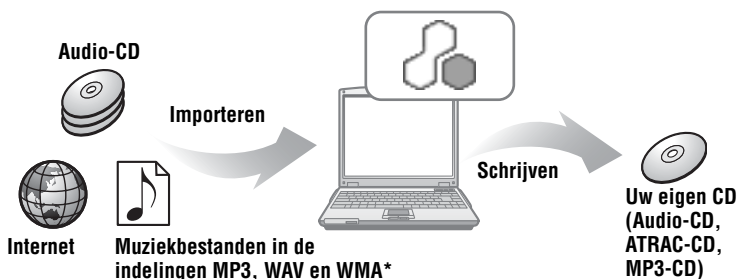 Audio-CD
Importeren
Schrijven
Internet
Muziekbestanden in de
indelingen MP3, WAV en WMA*
Uw eigen CD
(Audio-CD,
ATRAC-CD,
MP3-CD)